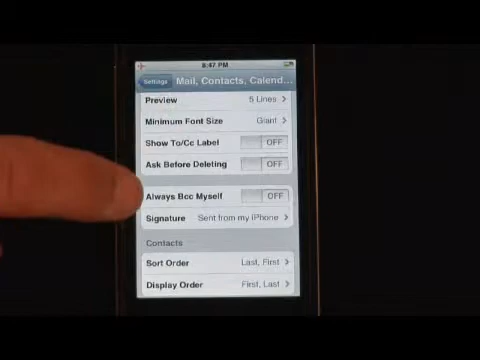 8:47 PM
Settings Mail, Contacts, Calend...
Preview 5 Lines
Minimum Font Size Giant
Show To/Cc Label OFF
Ask Before Deleting OFF
Always Bcc Myself OFF
Signature Sent from my iPhone
Contacts
Sort Order Last, First
Display Order First, Last